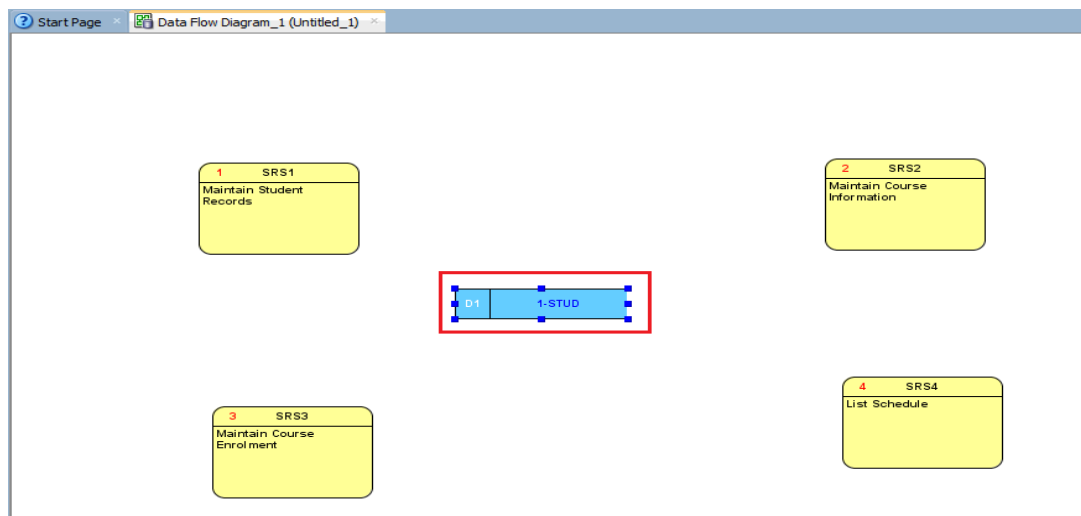 Start Page
Data Flow Diagram_1 (Untitled_1)
1 SRS1
Maintain Student
Records
2 SRS2
Maintain Course
Information
D1 1-STUD
3 SRS3
Maintain Course
Enrolment
4 SRS4
List Schedule